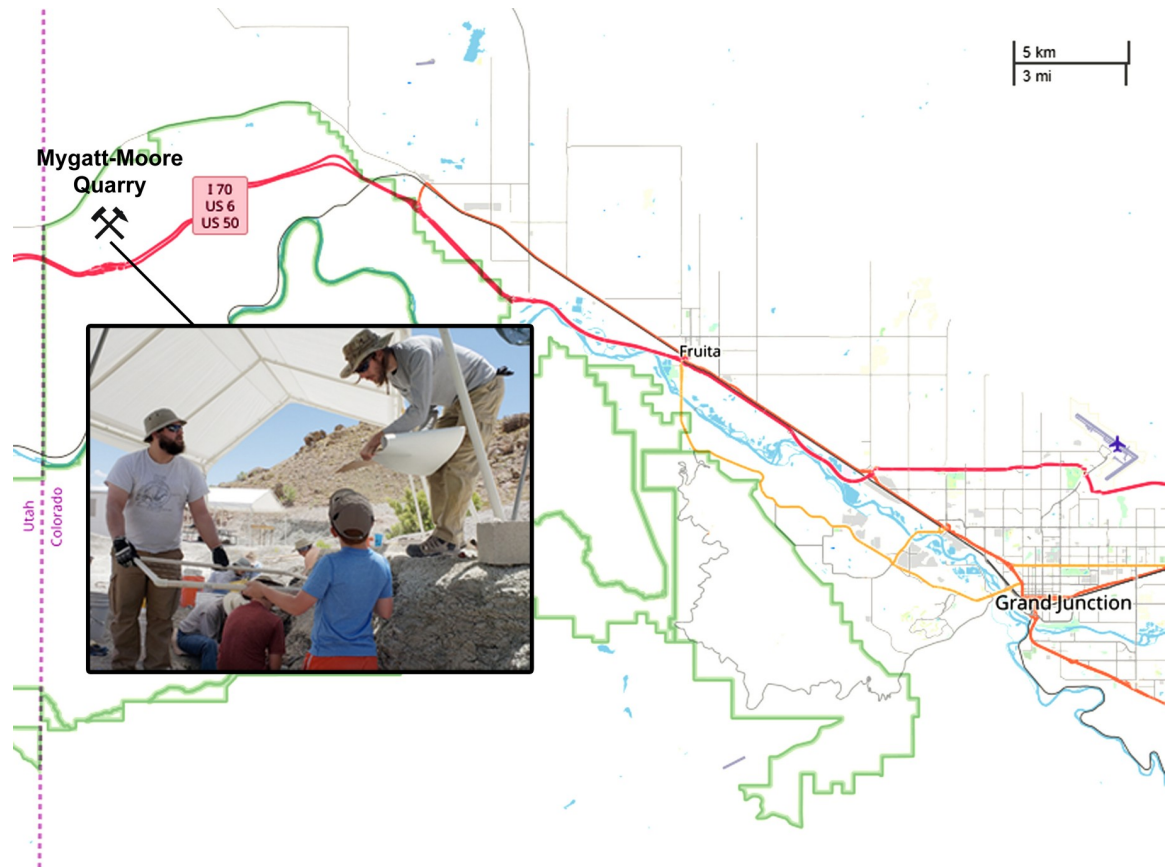 5 km
3 mi
Mygatt-Moore
Quarry
I 70
US 6
US 50
Fruita
Utah
Colorado
Grand Junction